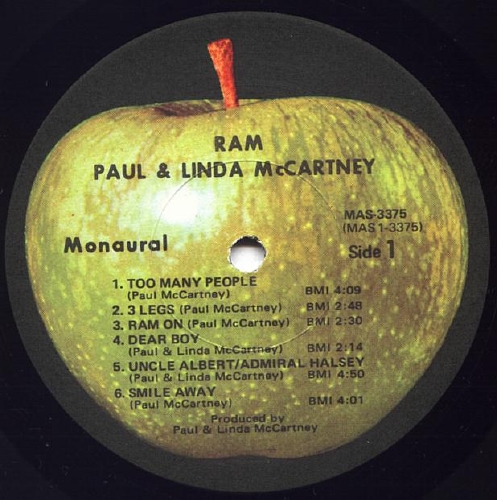 RAM
PAUL & LINDA McCARTNEY
MAS-3375
(MAS 1-3375)
Monaural
Side 1
1. TOO MANY PEOPLE
(Paul McCartney) BMI 4:09
2. 3 LEGS (Paul McCartney) BMI 2:48
3. RAM ON (Paul McCartney) BMI 2:30
4. DEAR BOY
(Paul & Linda McCartney) BMI 2:14
5. UNCLE ALBERT/ADMIRAL HALSEY
(Paul & Linda McCartney) BMI 4:50
6. SMILE AWAY
(Paul McCartney) BMI 4:01
Produced by
Paul & Linda McCartney